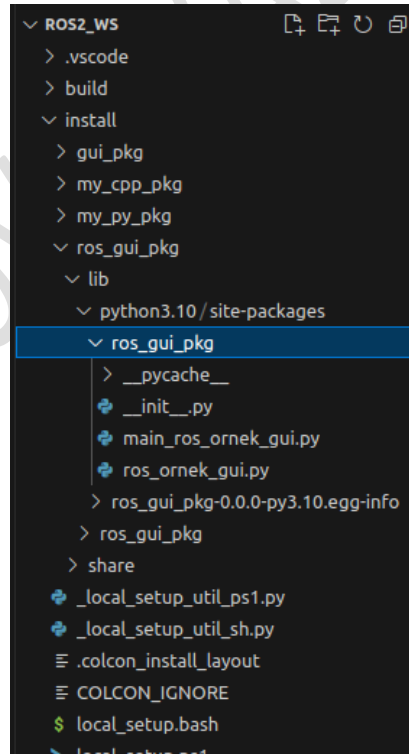 ROS2_WS
.vscode
build
install
gui_pkg
my_cpp_pkg
my_py_pkg
ros_gui_pkg
lib
python3.10/site-packages
ros_gui_pkg
__pycache__
__init__.py
main_ros_ornek_gui.py
ros_ornek_gui.py
ros_gui_pkg-0.0.0-py3.10.egg-info
ros_gui_pkg
share
_local_setup_util_ps1.py
_local_setup_util_sh.py
.colcon_install_layout
COLCON_IGNORE
$ local_setup.bash